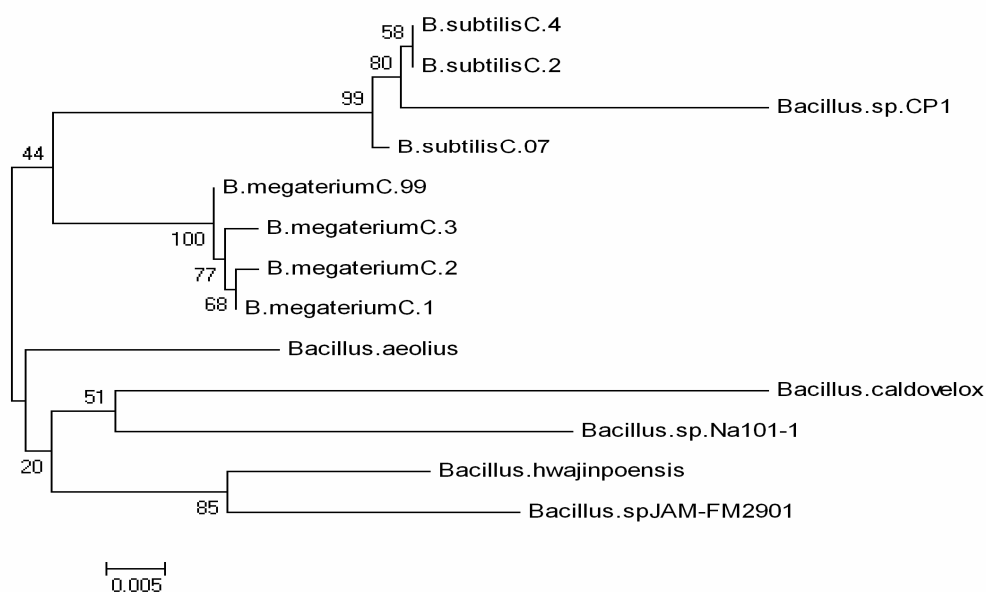 58
B.subtilisC.4
80
B.subtilisC.2
99
Bacillus.sp.CP1
B.subtilisC.07
44
B.megateriumC.99
100
B.megateriumC.3
77
B.megateriumC.2
68
B.megateriumC.1
Bacillus.aeolius
51
Bacillus.caldovelox
Bacillus.sp.Na101-1
20
Bacillus.hwajinpoensis
85
Bacillus.spJAM-FM2901
0.005